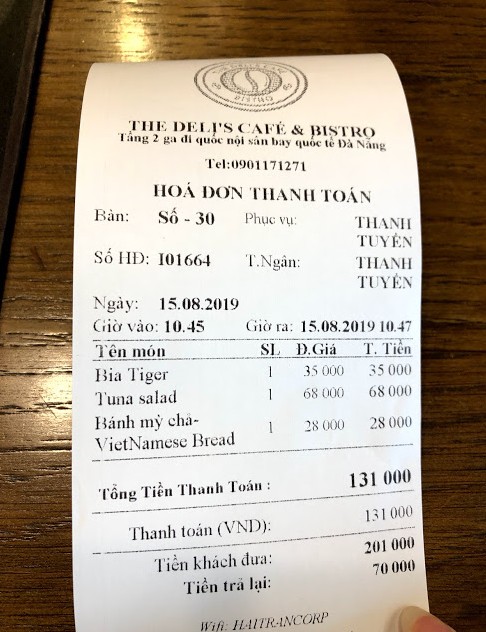 BISTRO
THE DELI'S CAFÉ & BISTRO
Tầng 2 ga đi quốc nội sân bay quốc tế Đà Nẵng
Tel:0901171271
HOÁ ĐƠN THANH TOÁN
Bàn: Số - 30 Phục vụ: THANH TUYỀN
Số HĐ: I01664 T.Ngân: THANH TUYỀN
Ngày: 15.08.2019
Giờ vào: 10.45 Giờ ra: 15.08.2019 10.47
Tên món SL Đ.Giá T. Tiền
Bia Tiger 1 35 000 35 000
Tuna salad 1 68 000 68 000
Bánh mỳ chả-
VietNamese Bread 1 28 000 28 000
Tổng Tiền Thanh Toán : 131 000
Thanh toán (VND): 131 000
Tiền khách đưa: 201 000
Tiền trả lại: 70 000
Wifi: HAITRANCORP